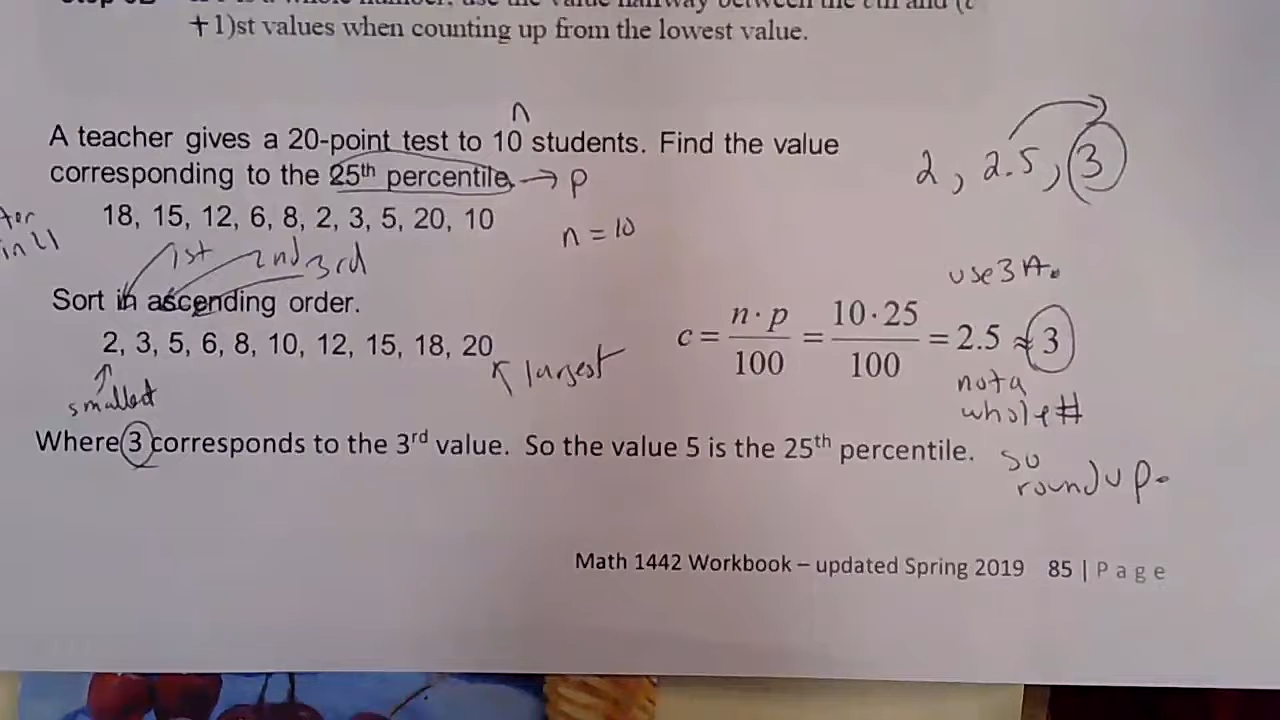 +1)st values when counting up from the lowest value.
n
A teacher gives a 20-point test to 10 students. Find the value
corresponding to the 25th percentile. → p
2, 2.5, 3
18, 15, 12, 6, 8, 2, 3, 5, 20, 10
n = 10
1st 2nd 3rd
use 3A.
Sort in ascending order.
c = n · p / 100 = 10 · 25 / 100 = 2.5 ≈ 3
2, 3, 5, 6, 8, 10, 12, 15, 18, 20
largest
smallest
not a
whole #
Where 3 corresponds to the 3rd value. So the value 5 is the 25th percentile.
so
round up.
Math 1442 Workbook – updated Spring 2019 85 | P a g e